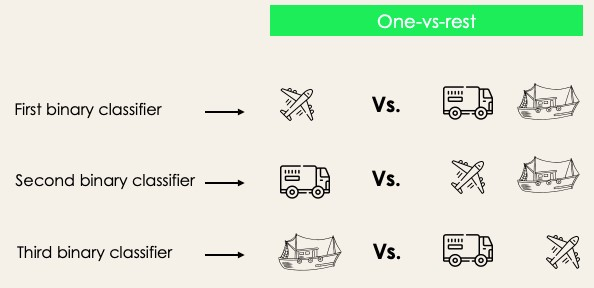 One-vs-rest
First binary classifier Vs.
Second binary classifier Vs.
Third binary classifier Vs.